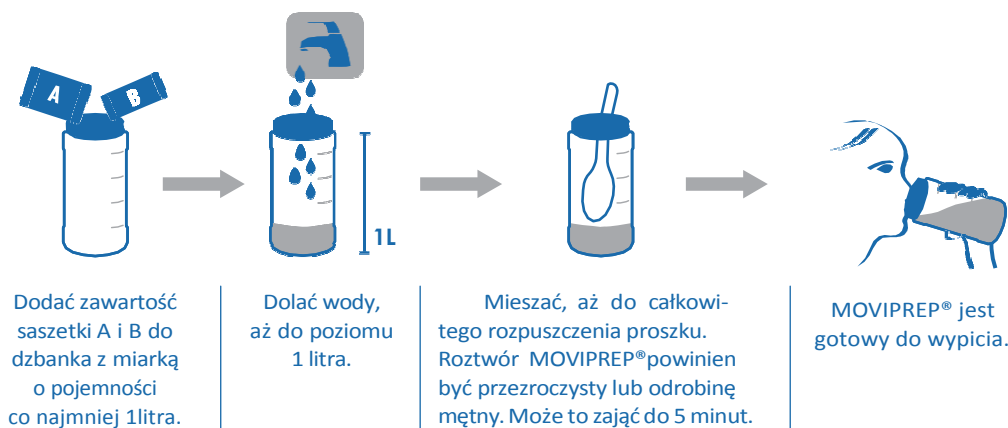 A
B
1L
Dodać zawartość
saszetki A i B do
dzbanka z miarką
o pojemności
co najmniej 1litra.
Dolać wody,
aż do poziomu
1 litra.
Mieszać, aż do całkowi-
tego rozpuszczenia proszku.
Roztwór MOVIPREP® powinien
być przezroczysty lub odrobinę
mętny. Może to zająć do 5 minut.
MOVIPREP® jest
gotowy do wypicia.